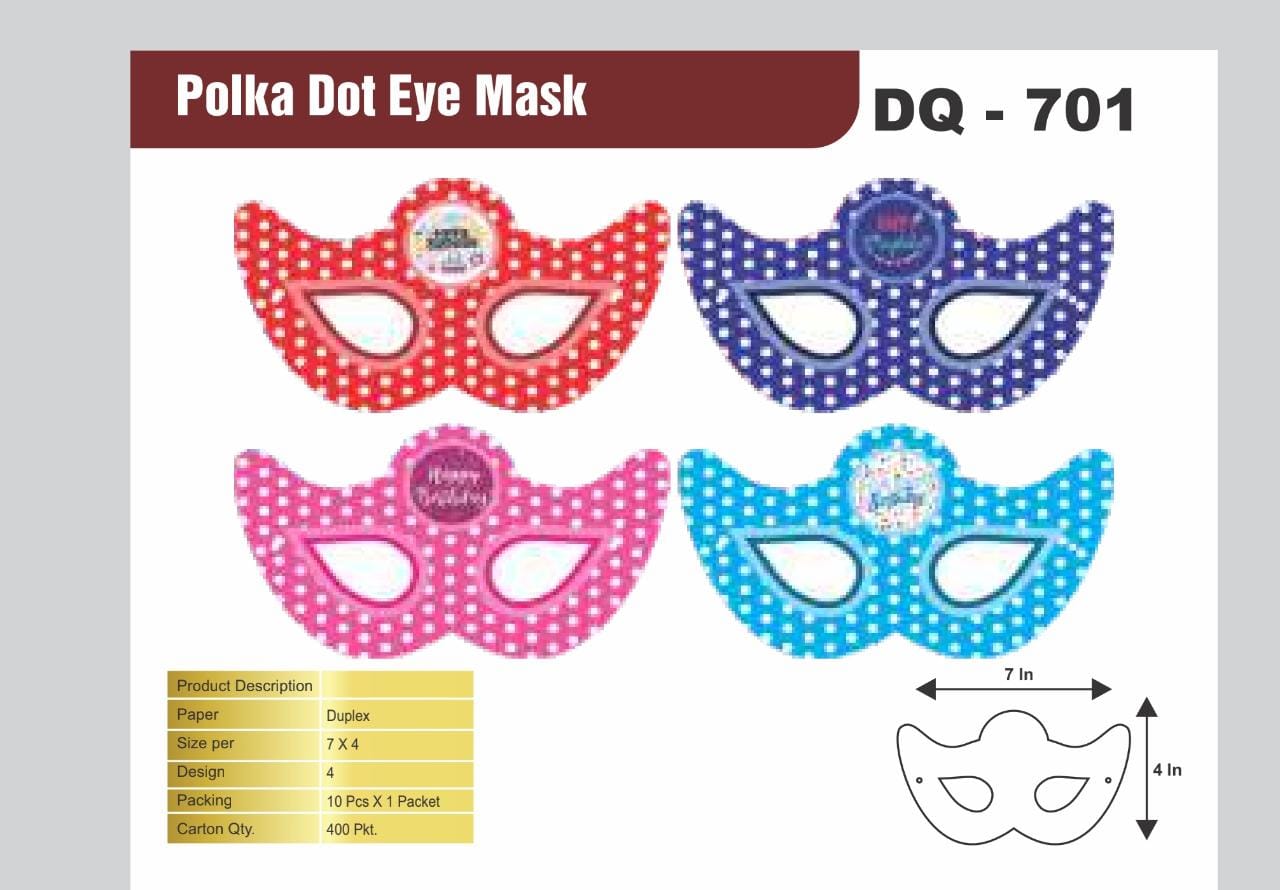 Polka Dot Eye Mask
DQ - 701
Happy
Birthday
Birthday
Product Description
Paper Duplex
Size per 7 X 4
Design 4
Packing 10 Pcs X 1 Packet
Carton Qty. 400 Pkt.
7 In
4 In